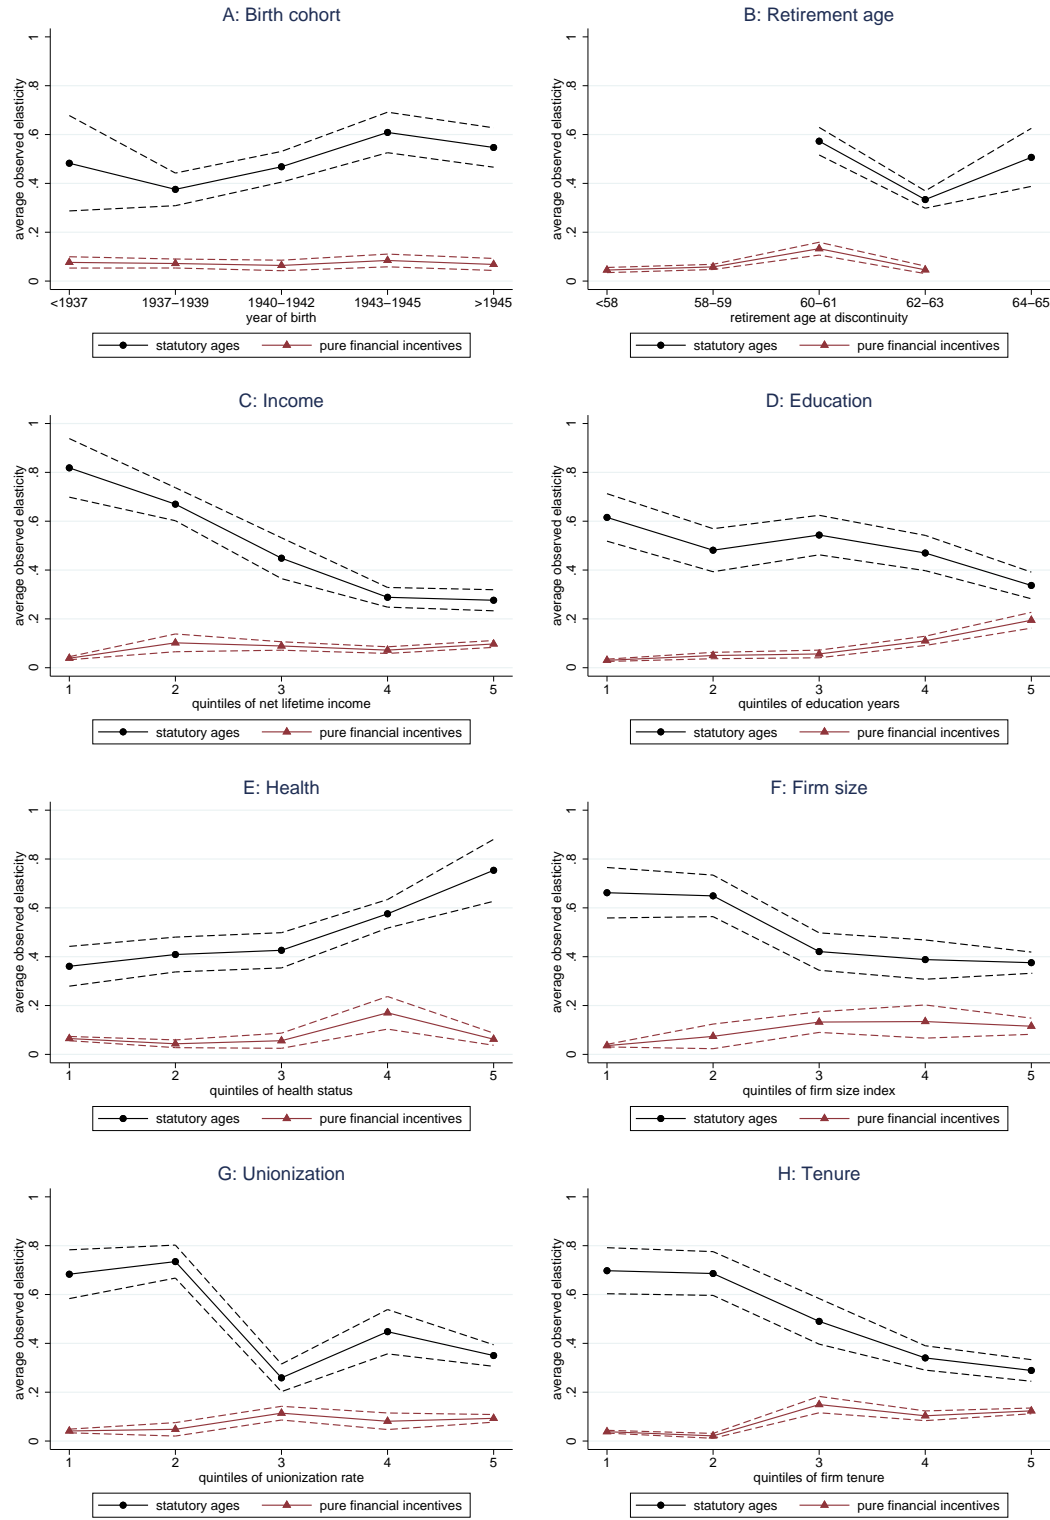 A: Birth cohort
average observed elasticity
0 .2 .4 .6 .8 1
<1937 1937–1939 1940–1942 1943–1945 >1945
year of birth
statutory ages pure financial incentives
B: Retirement age
average observed elasticity
0 .2 .4 .6 .8 1
<58 58–59 60–61 62–63 64–65
retirement age at discontinuity
statutory ages pure financial incentives
C: Income
average observed elasticity
0 .2 .4 .6 .8 1
1 2 3 4 5
quintiles of net lifetime income
statutory ages pure financial incentives
D: Education
average observed elasticity
0 .2 .4 .6 .8 1
1 2 3 4 5
quintiles of education years
statutory ages pure financial incentives
E: Health
average observed elasticity
0 .2 .4 .6 .8 1
1 2 3 4 5
quintiles of health status
statutory ages pure financial incentives
F: Firm size
average observed elasticity
0 .2 .4 .6 .8 1
1 2 3 4 5
quintiles of firm size index
statutory ages pure financial incentives
G: Unionization
average observed elasticity
0 .2 .4 .6 .8 1
1 2 3 4 5
quintiles of unionization rate
statutory ages pure financial incentives
H: Tenure
average observed elasticity
0 .2 .4 .6 .8 1
1 2 3 4 5
quintiles of firm tenure
statutory ages pure financial incentives